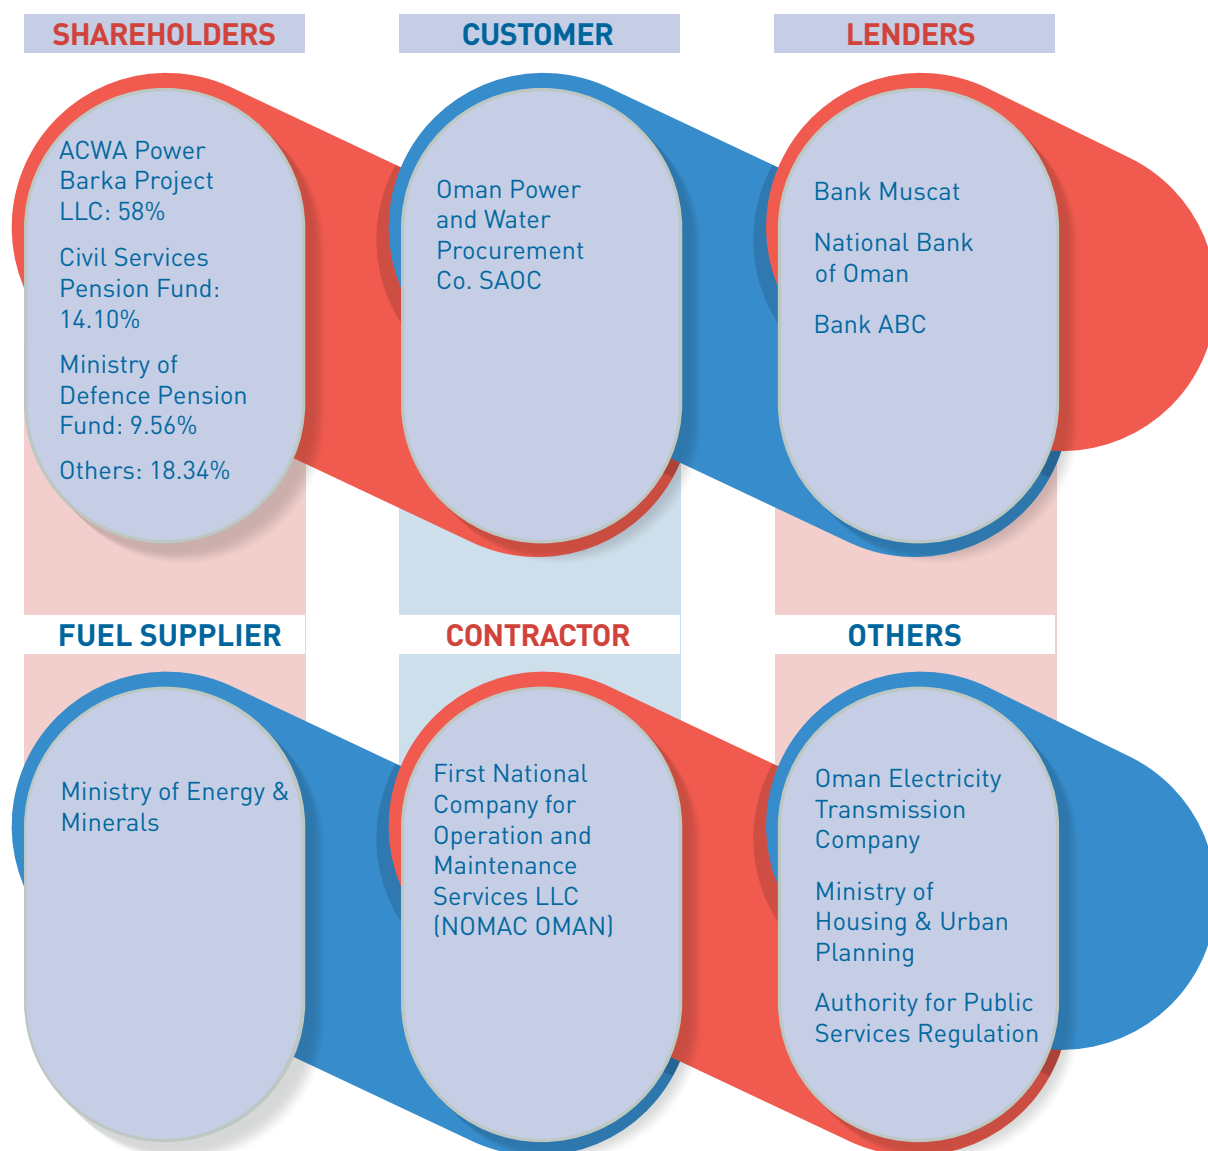 SHAREHOLDERS
ACWA Power
Barka Project
LLC: 58%
Civil Services
Pension Fund:
14.10%
Ministry of
Defence Pension
Fund: 9.56%
Others: 18.34%
CUSTOMER
Oman Power
and Water
Procurement
Co. SAOC
LENDERS
Bank Muscat
National Bank
of Oman
Bank ABC
FUEL SUPPLIER
Ministry of Energy &
Minerals
CONTRACTOR
First National
Company for
Operation and
Maintenance
Services LLC
(NOMAC OMAN)
OTHERS
Oman Electricity
Transmission
Company
Ministry of
Housing & Urban
Planning
Authority for Public
Services Regulation